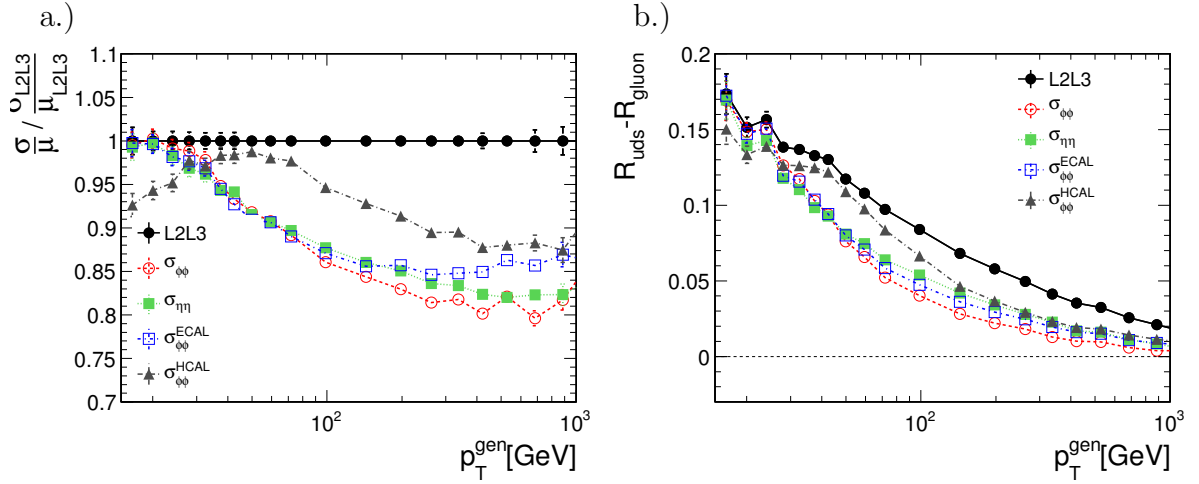 a.)
σ/μ / σL2L3/μL2L3
1.1
1.05
1
0.95
0.9
0.85
0.8
0.75
0.7
L2L3
σϕϕ
σηη
σϕϕECAL
σϕϕHCAL
10²
10³
pTgen[GeV]
b.)
Ruds-Rgluon
0.2
0.15
0.1
0.05
0
L2L3
σϕϕ
σηη
σϕϕECAL
σϕϕHCAL
10²
10³
pTgen[GeV]